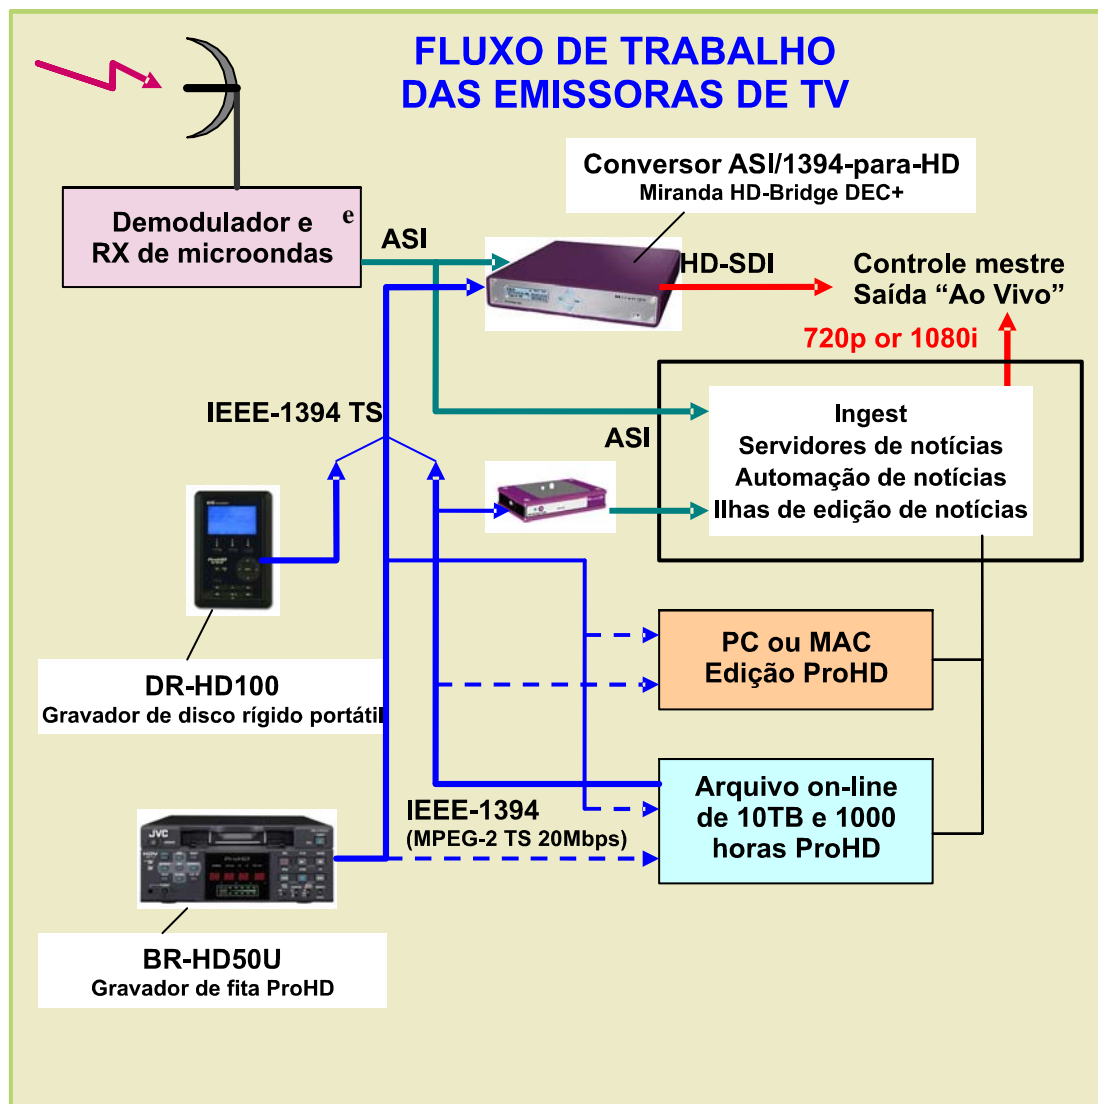 FLUXO DE TRABALHO
DAS EMISSORAS DE TV
Conversor ASI/1394-para-HD
Miranda HD-Bridge DEC+
Demodulador e e
RX de microondas
ASI
HD-SDI
Controle mestre
Saída “Ao Vivo”
720p or 1080i
IEEE-1394 TS
ASI
Ingest
Servidores de notícias
Automação de notícias
Ilhas de edição de notícias
PC ou MAC
Edição ProHD
DR-HD100
Gravador de disco rígido portátil
Arquivo on-line
de 10TB e 1000
horas ProHD
IEEE-1394
(MPEG-2 TS 20Mbps)
JVC
ProHD
BR-HD50U
Gravador de fita ProHD